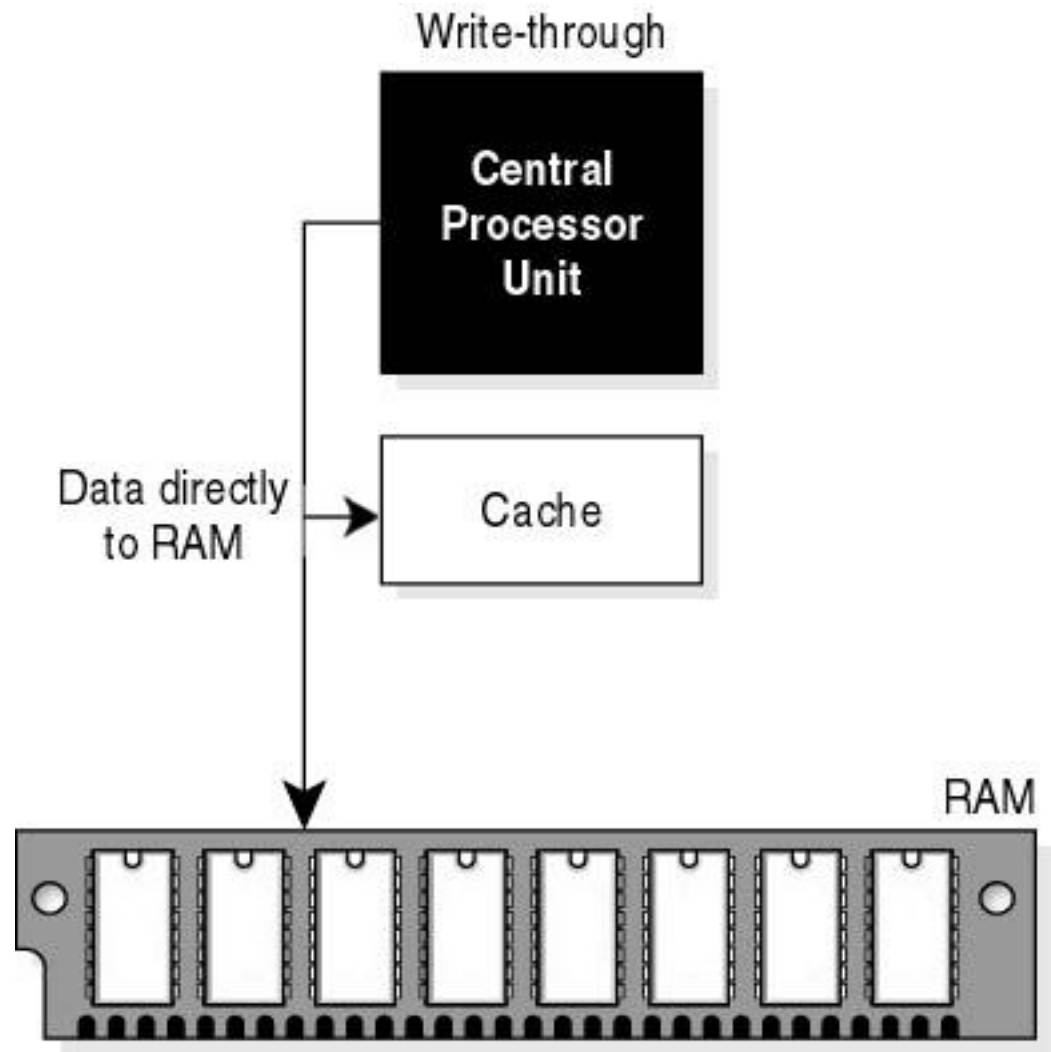 Write-through
Central
Processor
Unit
Data directly
to RAM
Cache
RAM